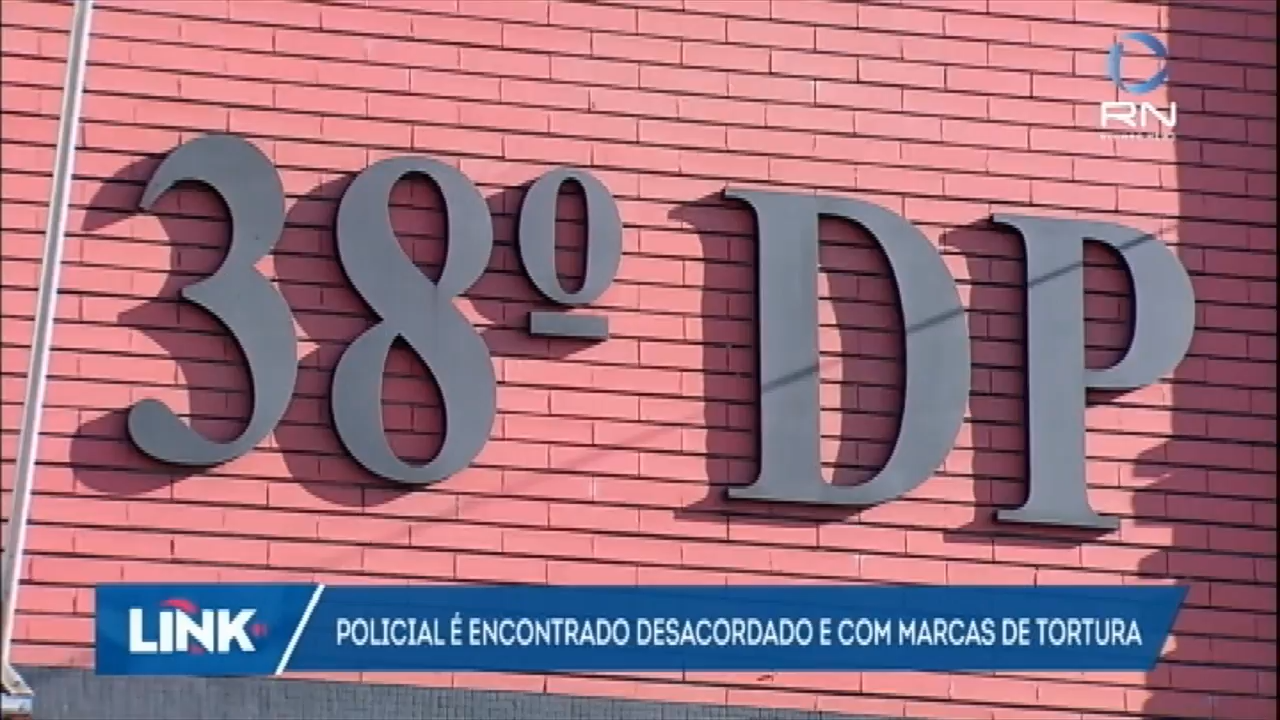 RN
38º DP
LINK
POLICIAL É ENCONTRADO DESACORDADO E COM MARCAS DE TORTURA